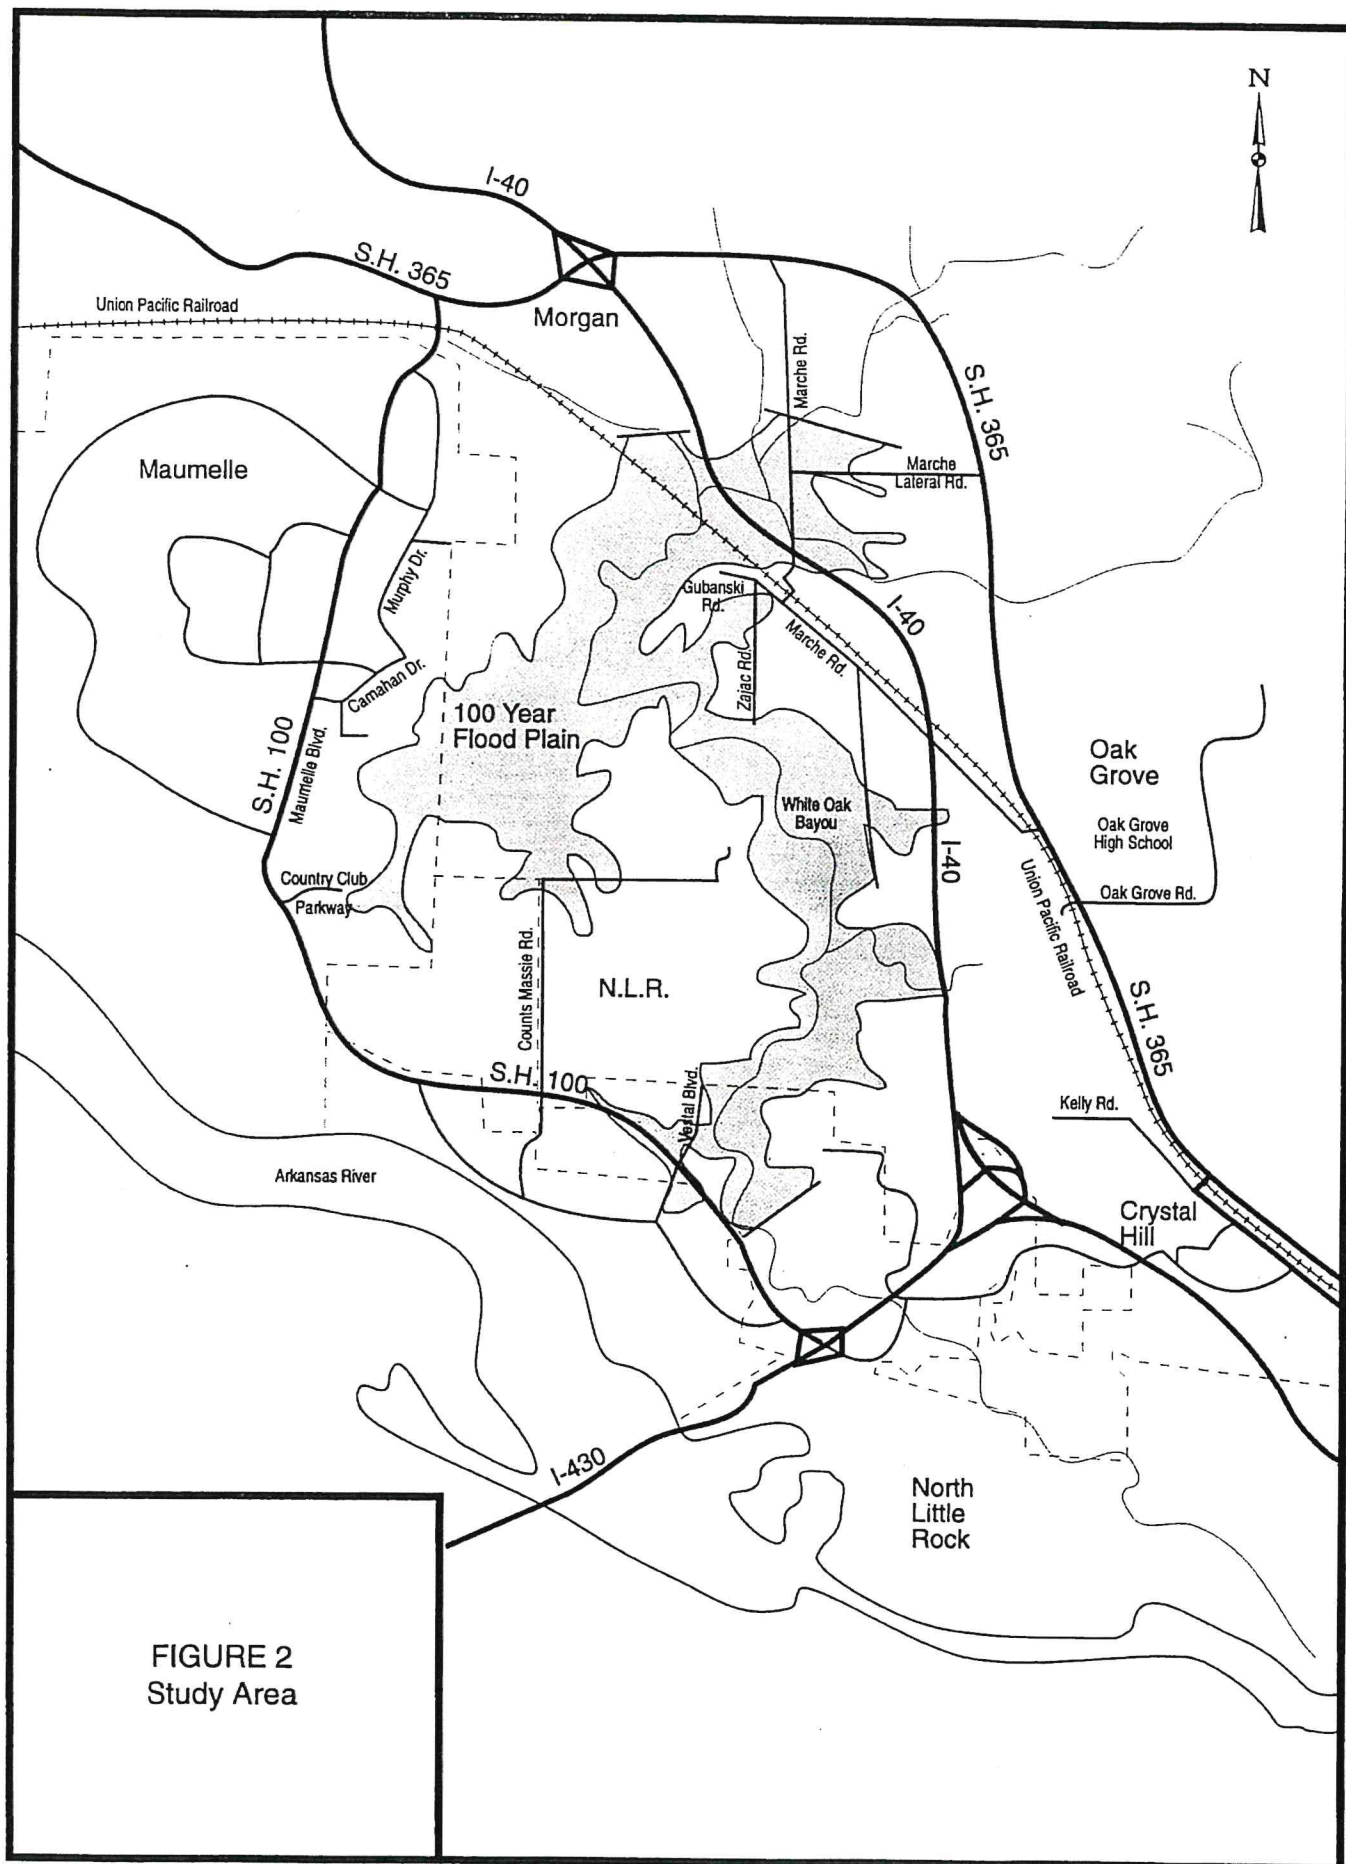 N
I-40
S.H. 365
Union Pacific Railroad
Morgan
Marche Rd.
S.H. 365
Maumelle
Marche
Lateral Rd.
Murphy Dr.
Gubanski
Rd.
I-40
Marche Rd.
Zajac Rd.
Camahan Dr.
100 Year
Flood Plain
S.H. 100
Maumelle Blvd.
Oak
Grove
White Oak
Bayou
Oak Grove
High School
I-40
Country Club
Parkway
Oak Grove Rd.
Union Pacific Railroad
Counts Massie Rd.
N.L.R.
S.H. 365
S.H. 100
Vestal Blvd.
Kelly Rd.
Arkansas River
Crystal
Hill
I-430
North
Little
Rock
FIGURE 2
Study Area